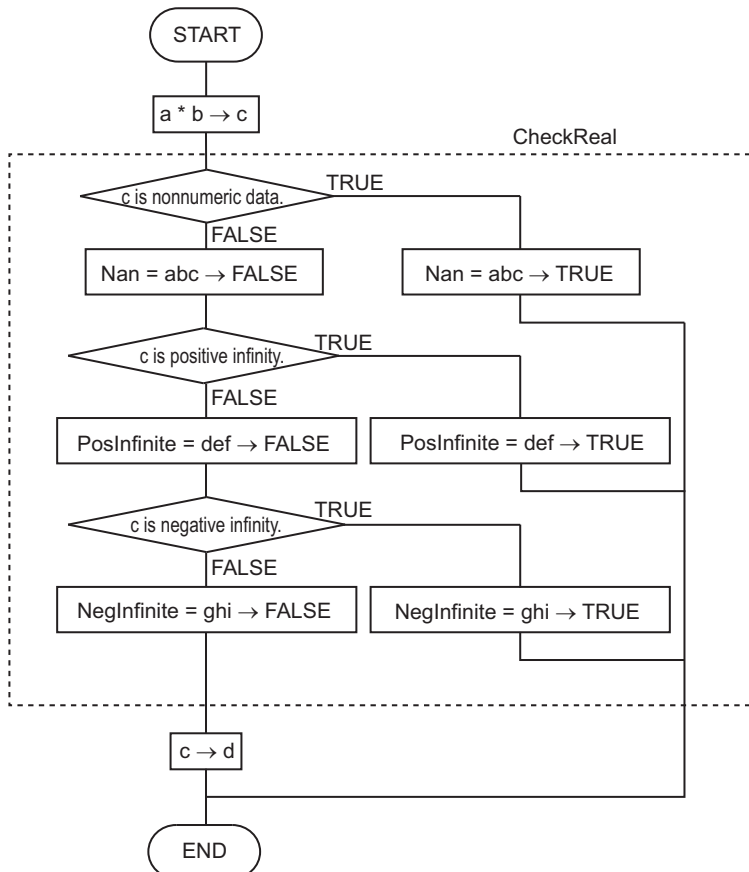 START
a * b → c
CheckReal
c is nonnumeric data.
TRUE
FALSE
Nan = abc → FALSE
Nan = abc → TRUE
c is positive infinity.
TRUE
FALSE
PosInfinite = def → FALSE
PosInfinite = def → TRUE
c is negative infinity.
TRUE
FALSE
NegInfinite = ghi → FALSE
NegInfinite = ghi → TRUE
c → d
END